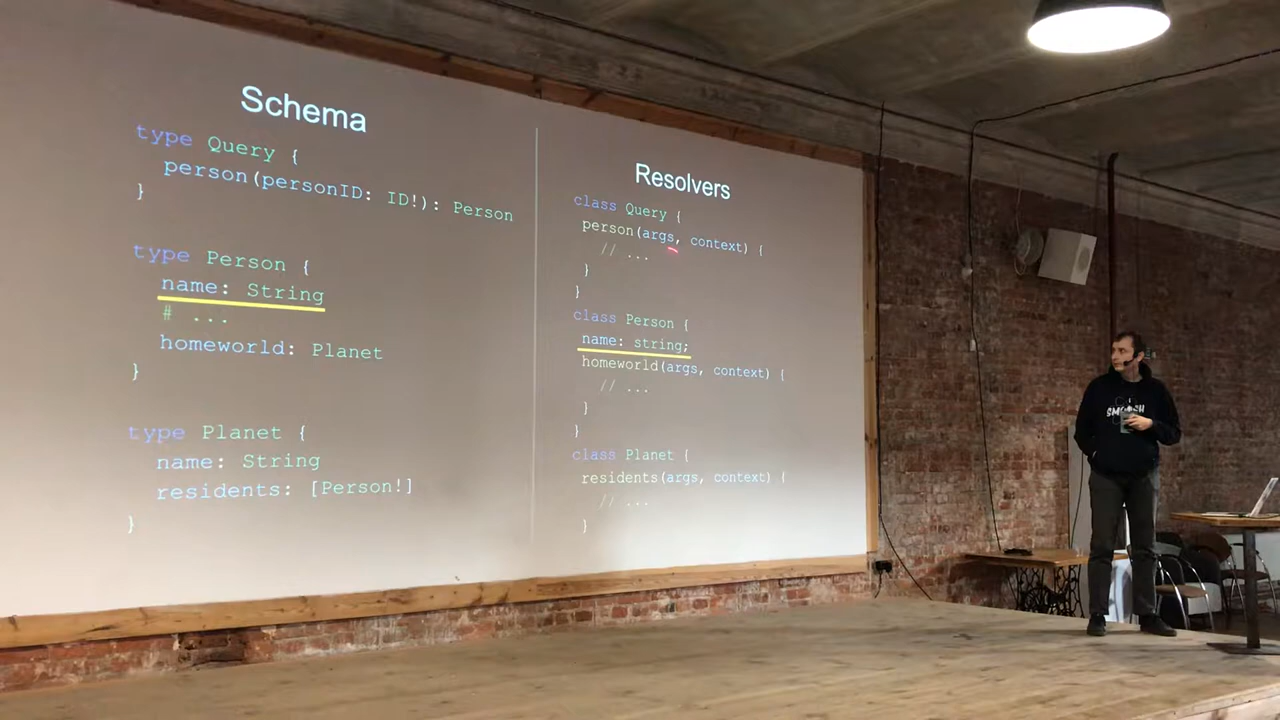 Schema
type Query {
person(personID: ID!): Person
}
type Person {
name: String
# ...
homeworld: Planet
}
type Planet {
name: String
residents: [Person!]
}
Resolvers
class Query {
person(args, context) {
// ...
}
}
class Person {
name: string;
homeworld(args, context) {
// ...
}
}
class Planet {
residents(args, context) {
// ...
}